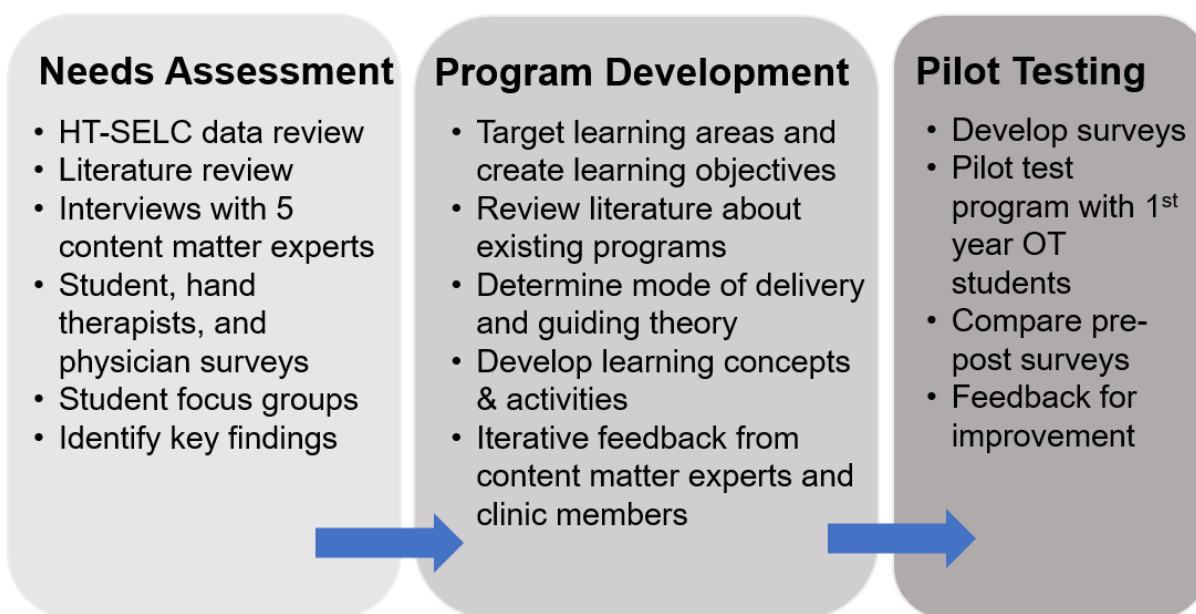 Needs Assessment
• HT-SELC data review
• Literature review
• Interviews with 5
content matter experts
• Student, hand
therapists, and
physician surveys
• Student focus groups
• Identify key findings
Program Development
• Target learning areas and
create learning objectives
• Review literature about
existing programs
• Determine mode of delivery
and guiding theory
• Develop learning concepts
& activities
• Iterative feedback from
content matter experts and
clinic members
Pilot Testing
• Develop surveys
• Pilot test
program with 1st
year OT
students
• Compare pre-
post surveys
• Feedback for
improvement